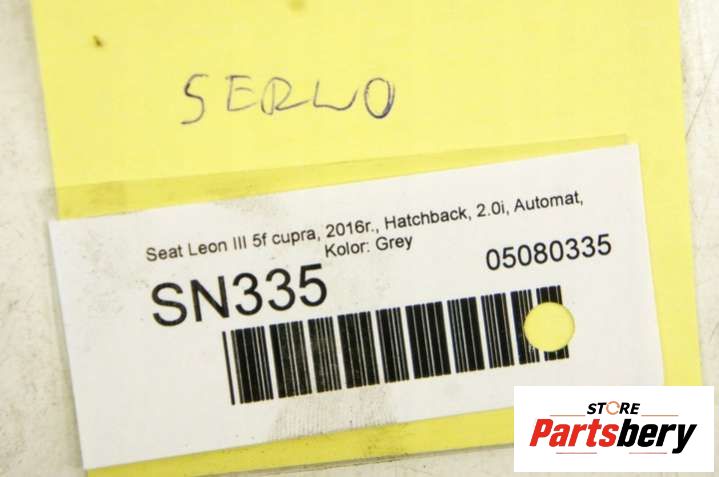 SERWO
Seat Leon III 5f cupra, 2016r., Hatchback, 2.0i, Automat,
Kolor: Grey
SN335
05080335
STORE
Partsbery